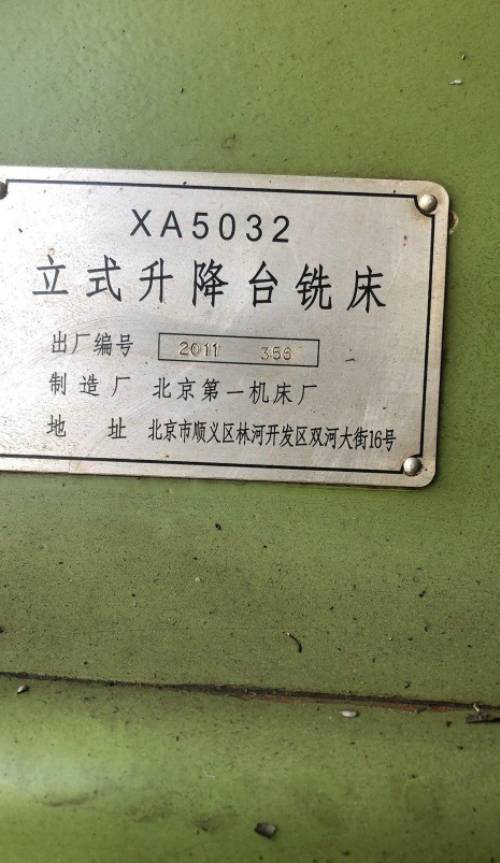 XA5032
立式升降台铣床
出厂编号 2011 356
制造厂 北京第一机床厂
地址 北京市顺义区林河开发区双河大街16号